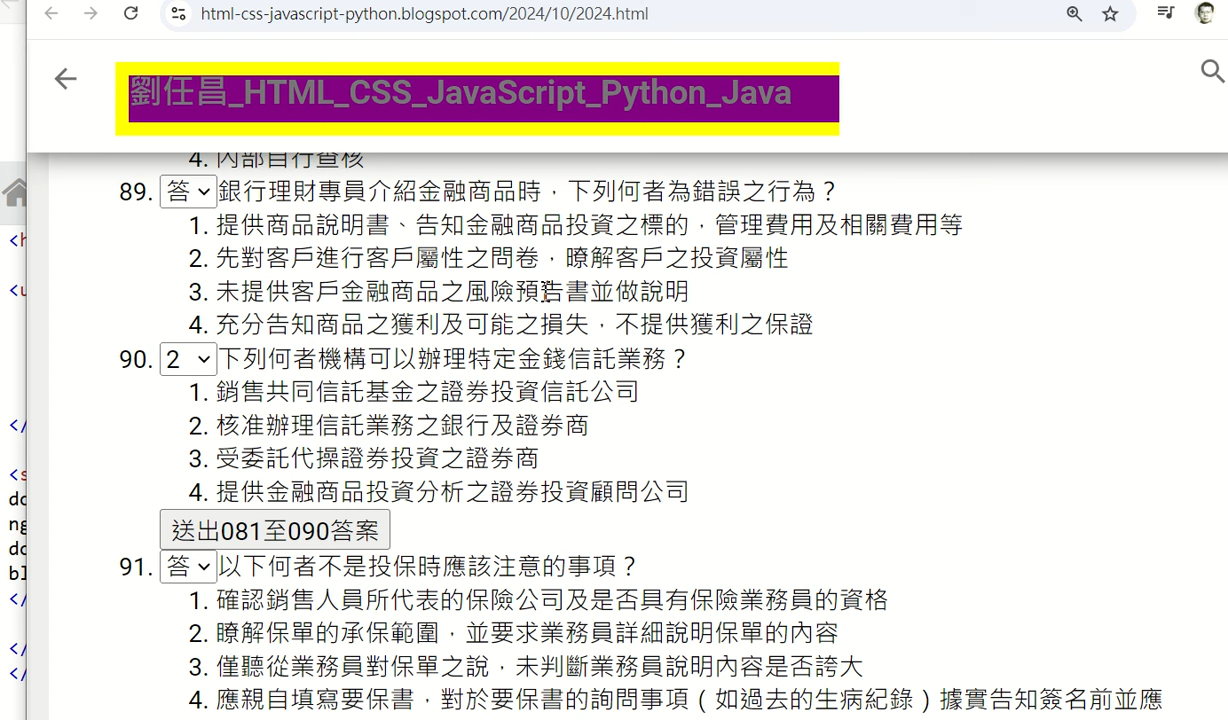 html-css-javascript-python.blogspot.com/2024/10/2024.html
劉任昌_HTML_CSS_JavaScript_Python_Java
4. 內部自行查核
89. 答 銀行理財專員介紹金融商品時，下列何者為錯誤之行為？
1. 提供商品說明書、告知金融商品投資之標的，管理費用及相關費用等
<h
2. 先對客戶進行客戶屬性之問卷，瞭解客戶之投資屬性
<u
3. 未提供客戶金融商品之風險預告書並做說明
4. 充分告知商品之獲利及可能之損失，不提供獲利之保證
90. 2 下列何者機構可以辦理特定金錢信託業務？
1. 銷售共同信託基金之證券投資信託公司
</
2. 核准辦理信託業務之銀行及證券商
3. 受委託代操證券投資之證券商
<s
4. 提供金融商品投資分析之證券投資顧問公司
dc
ng
送出081至090答案
dc
91. 答 以下何者不是投保時應該注意的事項？
bl
1. 確認銷售人員所代表的保險公司及是否具有保險業務員的資格
</
2. 瞭解保單的承保範圍，並要求業務員詳細說明保單的內容
</
3. 僅聽從業務員對保單之說，未判斷業務員說明內容是否誇大
</
4. 應親自填寫要保書，對於要保書的詢問事項（如過去的生病紀錄）據實告知簽名前並應